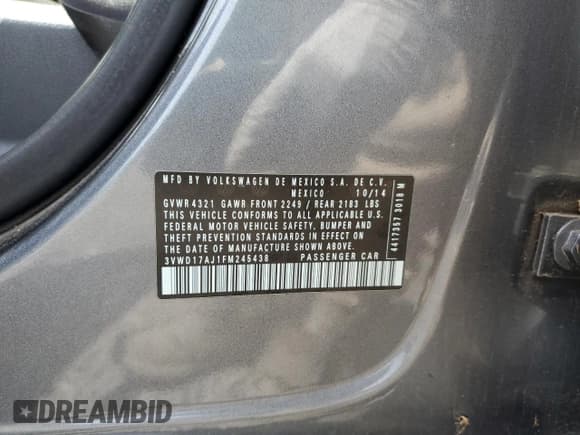 MFD BY VOLKSWAGEN DE MEXICO S.A. DE C.V.
MEXICO 10/14
GVWR 4321 GAWR FRONT 2249 / REAR 2183 LBS
THIS VEHICLE CONFORMS TO ALL APPLICABLE U.S.
FEDERAL MOTOR VEHICLE SAFETY, BUMPER AND
THEFT PREVENTION STANDARDS IN EFFECT ON THE
DATE OF MANUFACTURE SHOWN ABOVE.
3VWD17AJ1FM245438 PASSENGER CAR
4417357 3018 M
DREAMBID